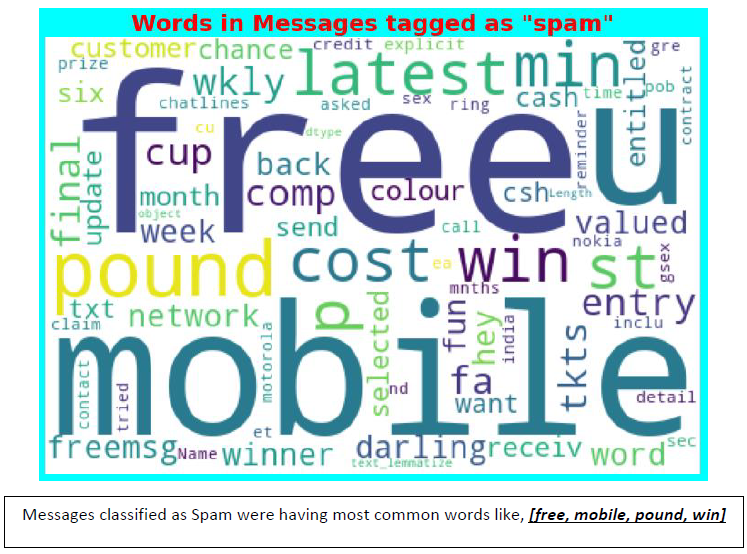 Words in Messages tagged as "spam"
customer chance credit explicit gre
prize latest min
six wkly cash time pob
chatlines asked sex ring entitled contract
free u
cu dtype reminder
final update cup back comp colour csh Length
month object week send call valued
nokia
pound cost win st gsex
ea mnths
txt network p selected fun hey india entry
claim inclu
mobile
contact tried motorola nd fa want tkts detail
et
freemsg Name winner darling receiv word sec
text_lemmatize
Messages classified as Spam were having most common words like, [free, mobile, pound, win]